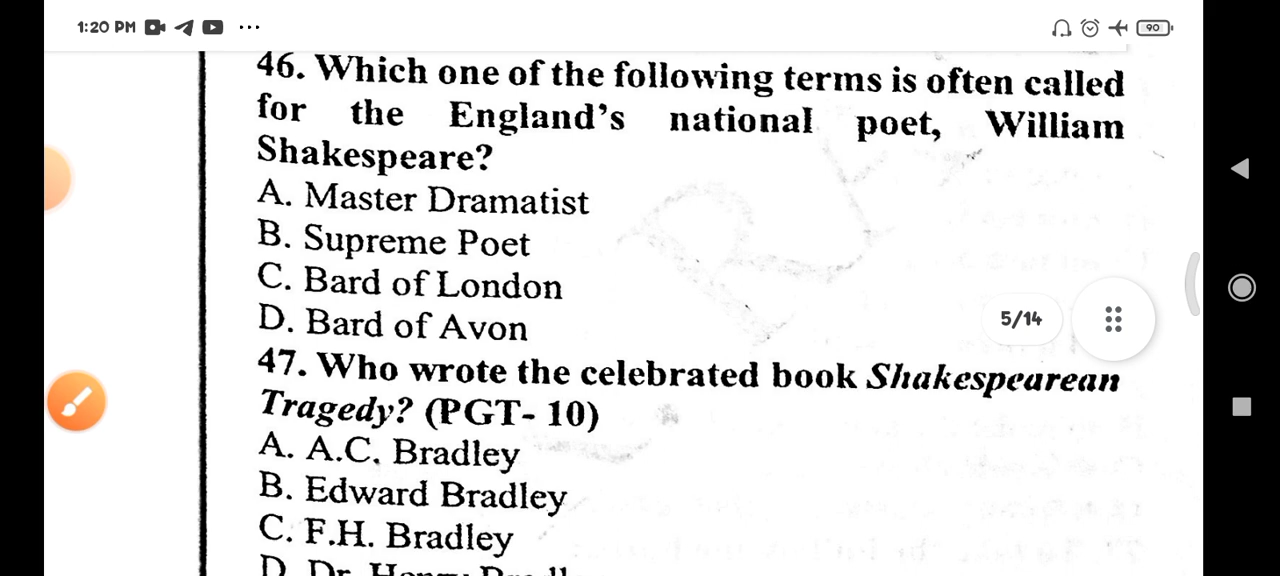 1:20 PM ...
90
46. Which one of the following terms is often called
for the England's national poet, William
Shakespeare?
A. Master Dramatist
B. Supreme Poet
C. Bard of London
D. Bard of Avon
5/14
47. Who wrote the celebrated book Shakespearean
Tragedy? (PGT- 10)
A. A.C. Bradley
B. Edward Bradley
C. F.H. Bradley
D. Dr.